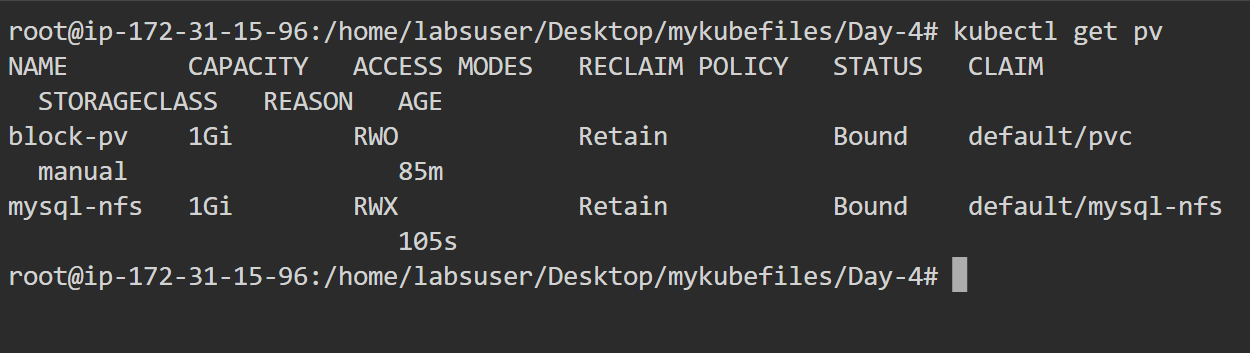 root@ip-172-31-15-96:/home/labsuser/Desktop/mykubefiles/Day-4# kubectl get pv
NAME        CAPACITY   ACCESS MODES   RECLAIM POLICY   STATUS   CLAIM
  STORAGECLASS   REASON   AGE
block-pv    1Gi        RWO            Retain           Bound    default/pvc
  manual                  85m
mysql-nfs   1Gi        RWX            Retain           Bound    default/mysql-nfs
                          105s
root@ip-172-31-15-96:/home/labsuser/Desktop/mykubefiles/Day-4#